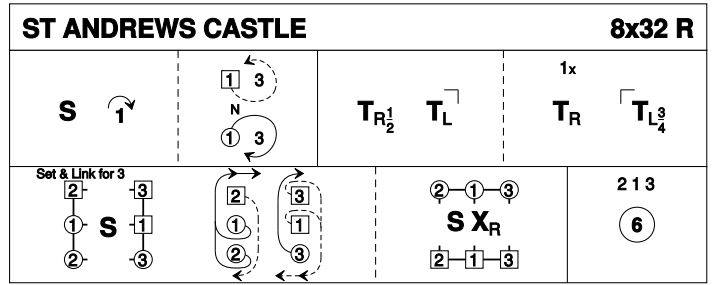 ST ANDREWS CASTLE 8x32 R
S 1
1 3
N
1 3
T R½ T L
1x
T R T L¾
Set & Link for 3
2 3
1 S 1
2 3
2 3
1 1
2 3
2 1 3
S X R
2 1 3
2 1 3
6